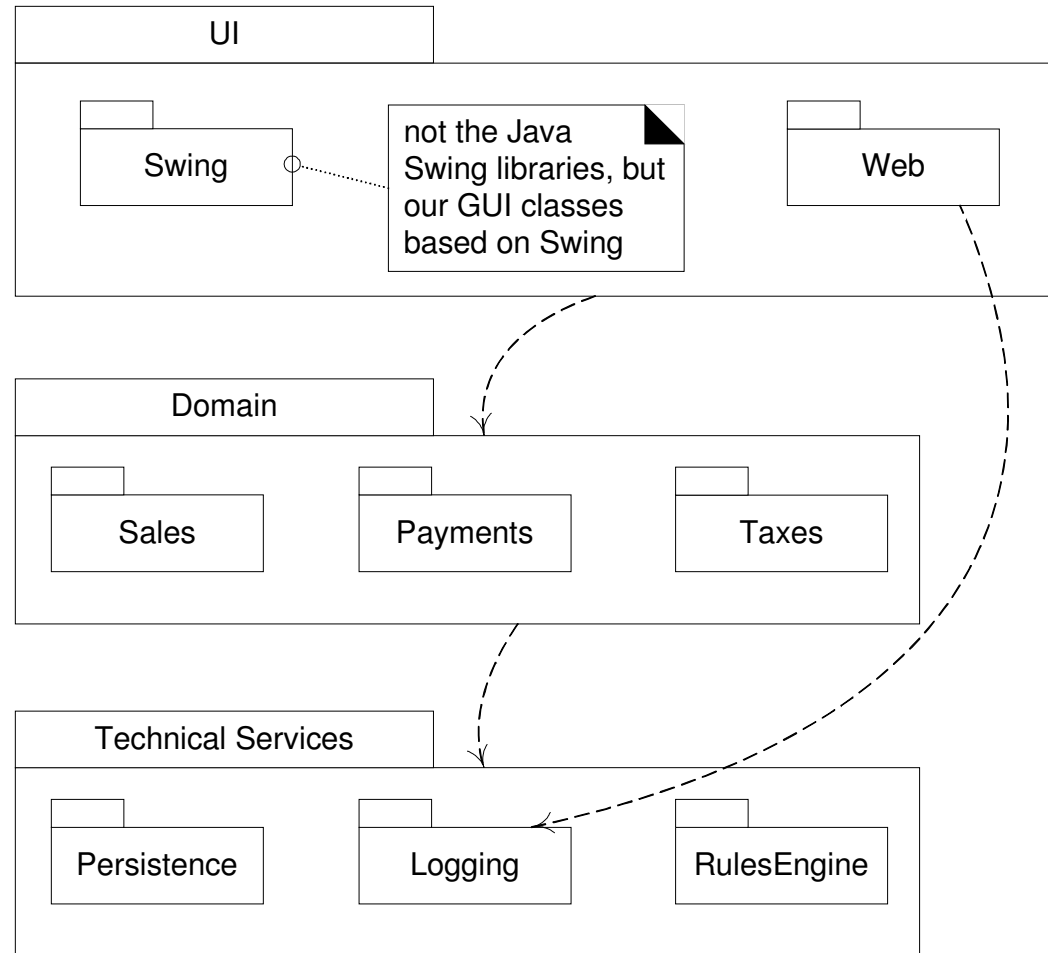 UI
Swing
not the Java
Swing libraries, but
our GUI classes
based on Swing
Web
Domain
Sales
Payments
Taxes
Technical Services
Persistence
Logging
RulesEngine